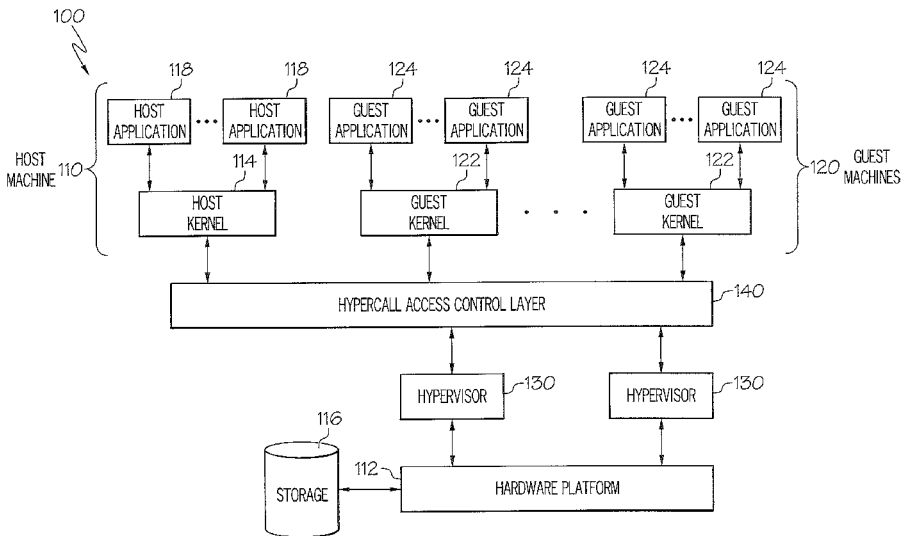 100
118 118 124 124 124 124
HOST APPLICATION ••• HOST APPLICATION GUEST APPLICATION ••• GUEST APPLICATION GUEST APPLICATION ••• GUEST APPLICATION
HOST MACHINE 110
114 122 122
120 GUEST MACHINES
HOST KERNEL GUEST KERNEL . . . GUEST KERNEL
HYPERCALL ACCESS CONTROL LAYER 140
HYPERVISOR 130 HYPERVISOR 130
116
STORAGE
112 HARDWARE PLATFORM